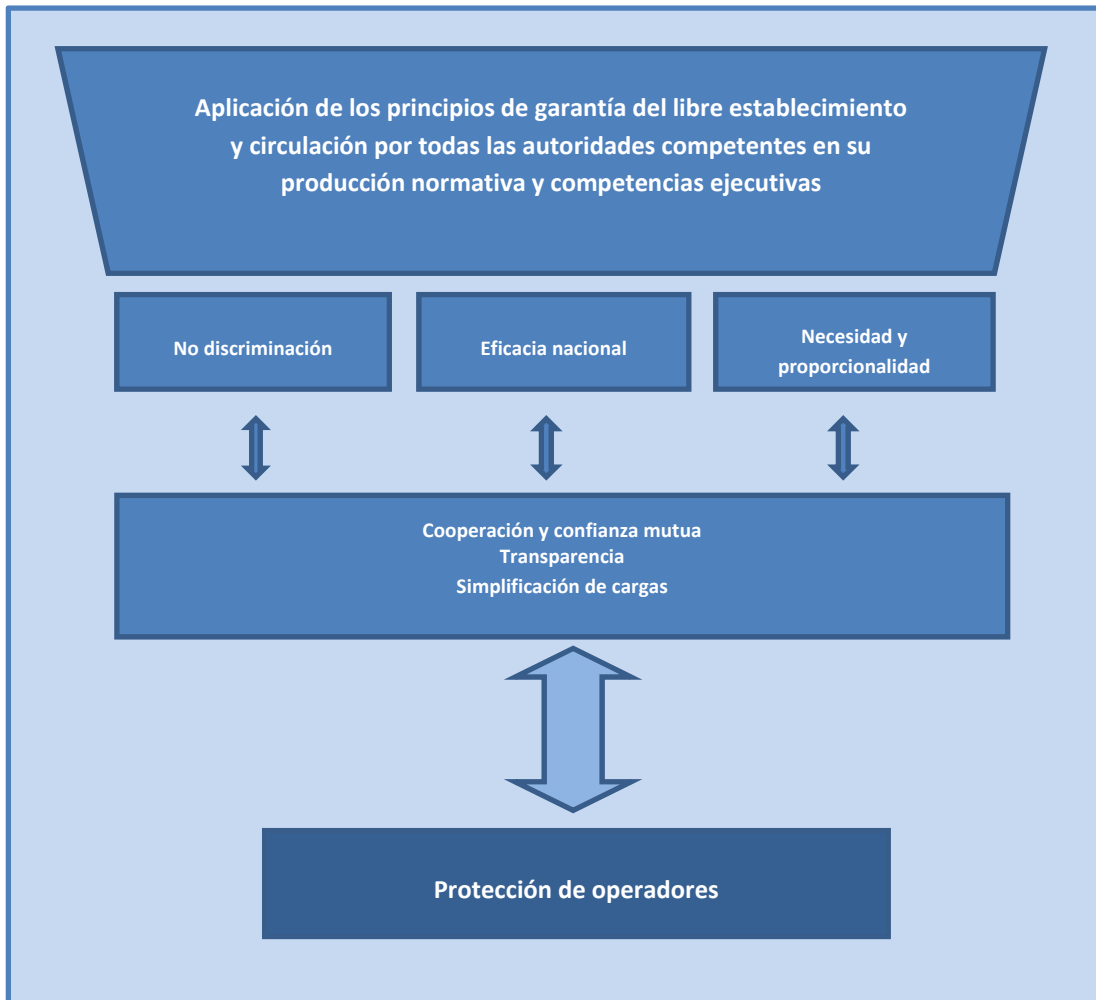 Aplicación de los principios de garantía del libre establecimiento
y circulación por todas las autoridades competentes en su
producción normativa y competencias ejecutivas
No discriminación
Eficacia nacional
Necesidad y
proporcionalidad
Cooperación y confianza mutua
Transparencia
Simplificación de cargas
Protección de operadores